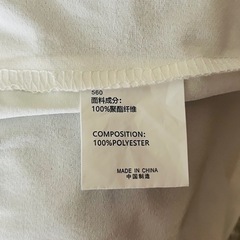 560
面料成分：
100%聚酯纤维
COMPOSITION:
100%POLYESTER
MADE IN CHINA
中国制造